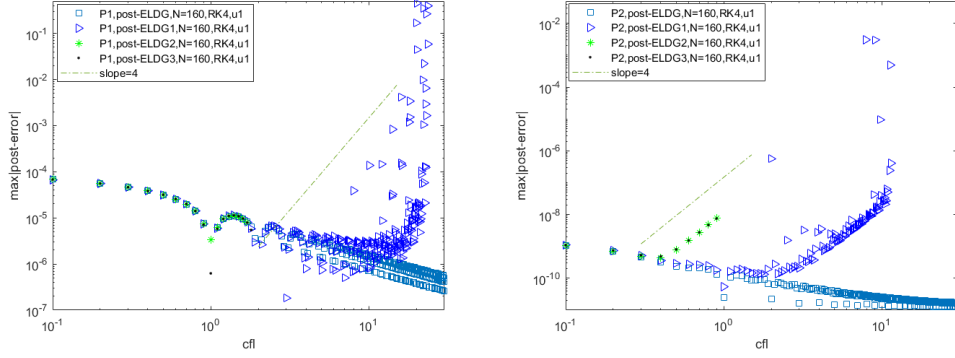 P1,post-ELDG,N=160,RK4,u1
P1,post-ELDG1,N=160,RK4,u1
P1,post-ELDG2,N=160,RK4,u1
P1,post-ELDG3,N=160,RK4,u1
slope=4
max|post-error|
10^-1
10^-2
10^-3
10^-4
10^-5
10^-6
10^-7
10^-1
10^0
10^1
cfl
P2,post-ELDG,N=160,RK4,u1
P2,post-ELDG1,N=160,RK4,u1
P2,post-ELDG2,N=160,RK4,u1
P2,post-ELDG3,N=160,RK4,u1
slope=4
max|post-error|
10^-2
10^-4
10^-6
10^-8
10^-10
10^-1
10^0
10^1
cfl